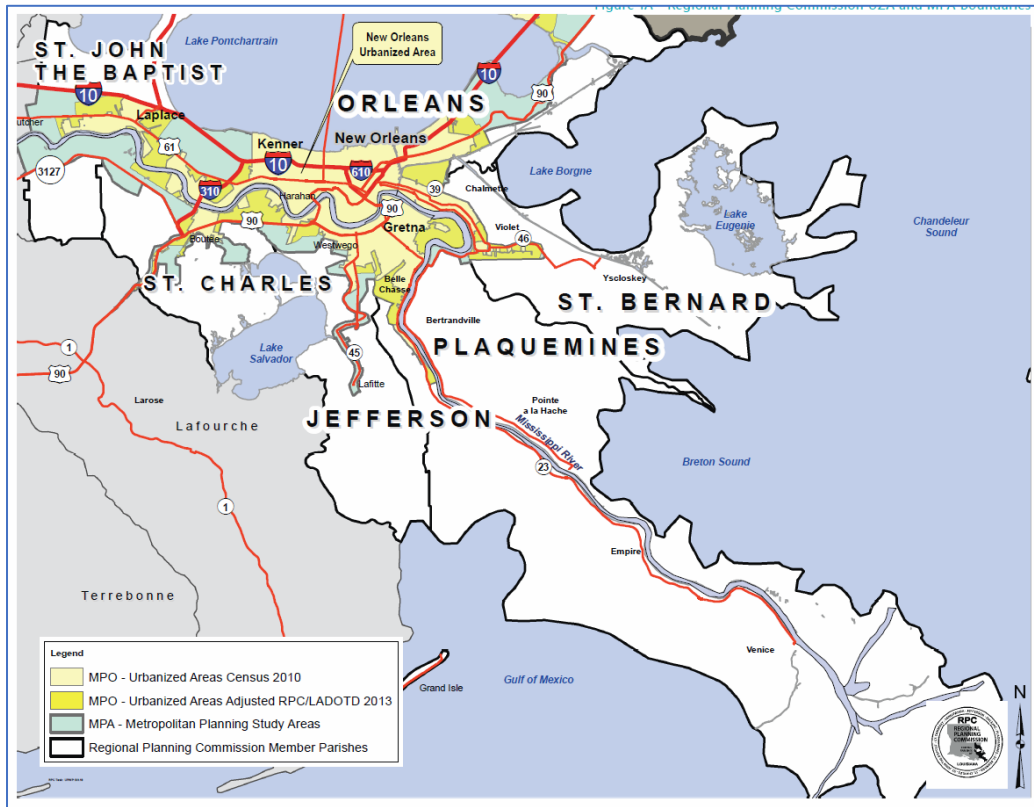 Figure 1A - Regional Planning Commission UZA and MPA Boundaries
Lake Pontchartrain
New Orleans
Urbanized Area
ST. JOHN
THE BAPTIST
10
10
90
ORLEANS
Laplace
New Orleans
Kenner
61
10
610
3127
310
Harahan
39
Chalmette
Lake Borgne
90
90
Gretna
Violet
46
Lake
Eugenie
Chandeleur
Sound
Boutte
Westwego
Yscloskey
ST. CHARLES
Belle
Chasse
ST. BERNARD
Bertrandville
PLAQUEMINES
1
90
Lake
Salvador
45
Lafitte
Larose
Lafourche
JEFFERSON
Pointe
a la Hache
Mississippi River
23
Breton Sound
1
Empire
Terrebonne
Venice
Grand Isle
Gulf of Mexico
Legend
MPO - Urbanized Areas Census 2010
MPO - Urbanized Areas Adjusted RPC/LADOTD 2013
MPA - Metropolitan Planning Study Areas
Regional Planning Commission Member Parishes
N
RPC
REGIONAL
PLANNING
COMMISSION
LOUISIANA